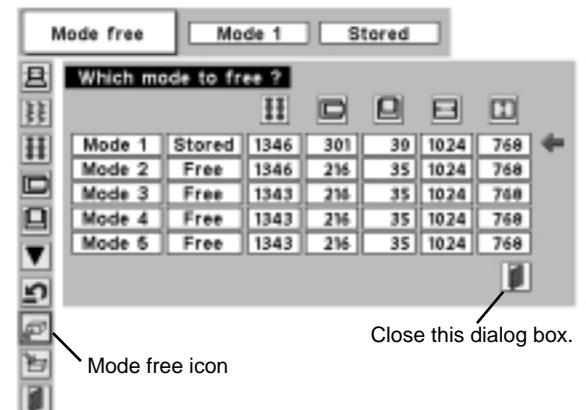 Mode free Mode 1 Stored
Which mode to free ?
Mode 1 Stored 1346 301 39 1024 768
Mode 2 Free 1346 216 35 1024 768
Mode 3 Free 1343 216 35 1024 768
Mode 4 Free 1343 216 35 1024 768
Mode 5 Free 1343 216 35 1024 768
Close this dialog box.
Mode free icon